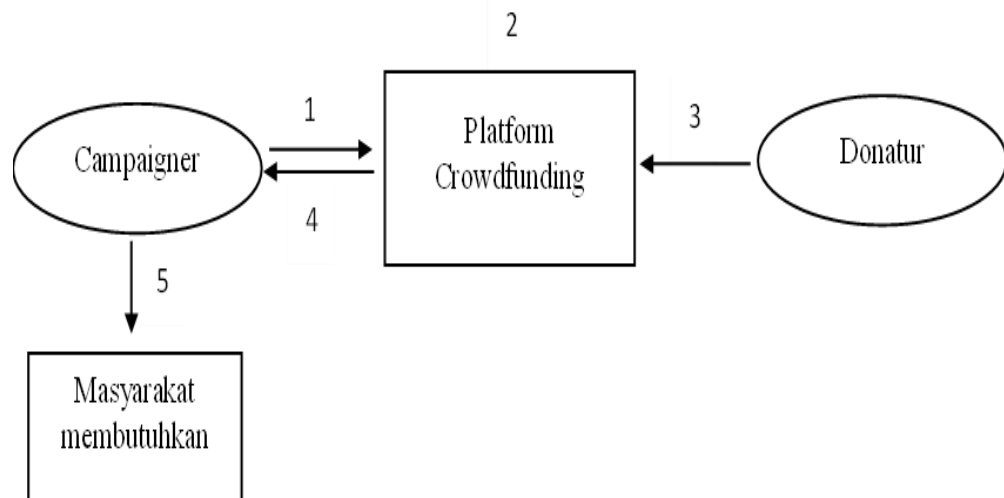 2
Campaigner
1
4
Platform
Crowdfunding
3
Donatur
5
Masyarakat
membutuhkan